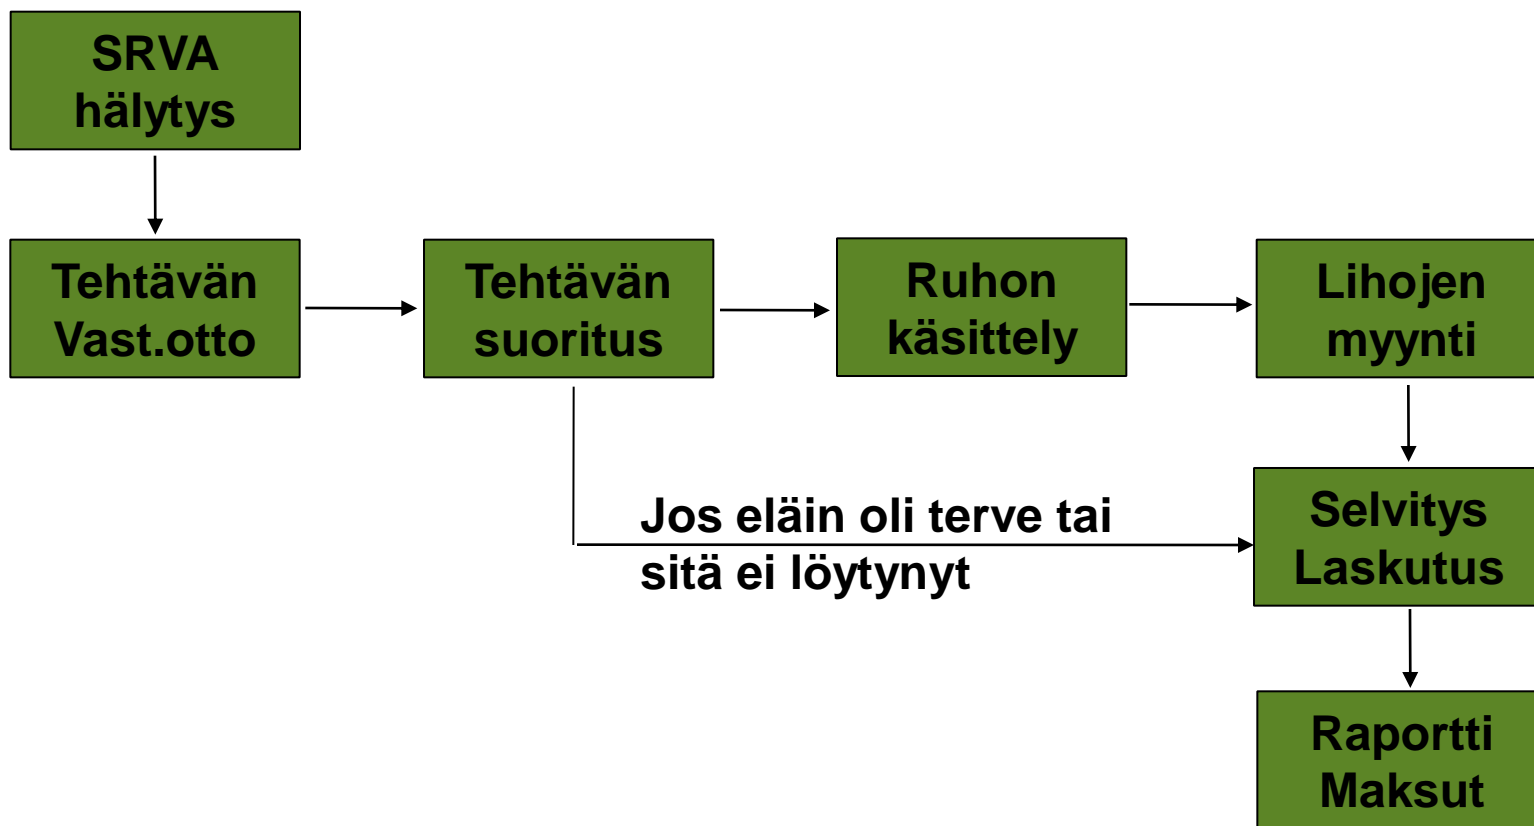 SRVA
hälytys
Tehtävän
Vast.otto
Tehtävän
suoritus
Ruhon
käsittely
Lihojen
myynti
Jos eläin oli terve tai
sitä ei löytynyt
Selvitys
Laskutus
Raportti
Maksut